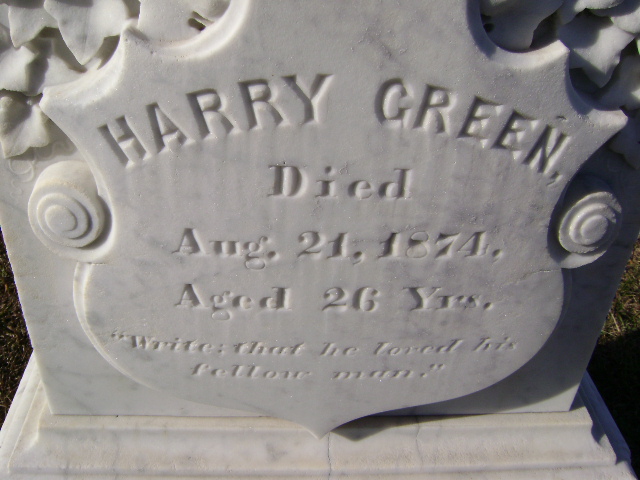 HARRY GREEN,
Died
Aug. 21, 1874.
Aged 26 Yrs.
"Write; that he loved his
fellow man."